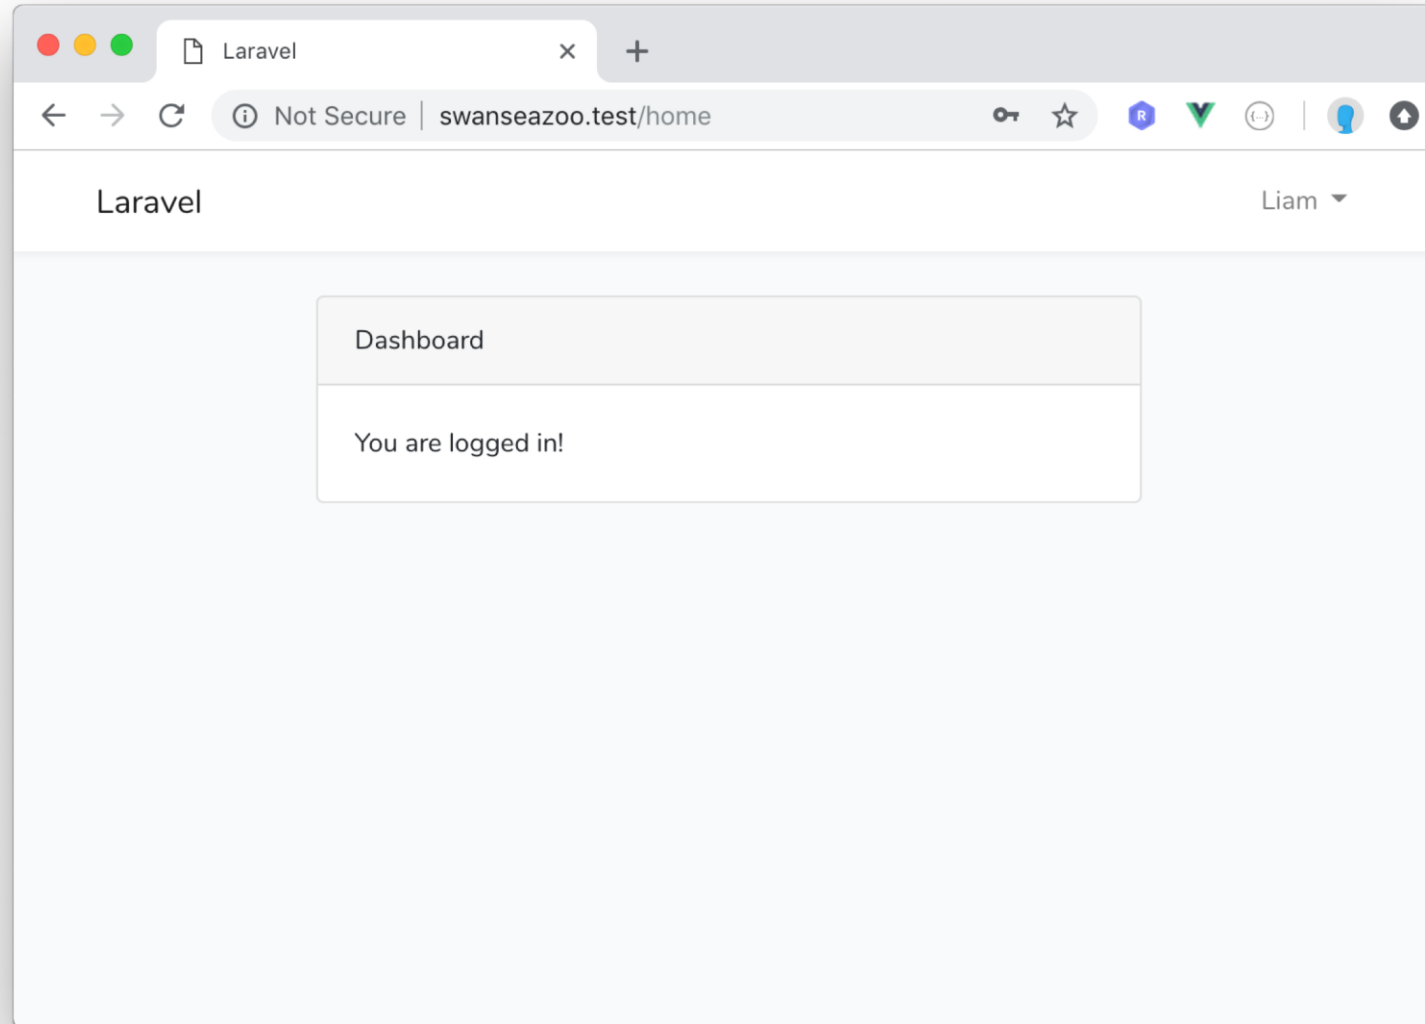 Laravel
Not Secure | swanseazoo.test/home
R
{...}
Laravel
Liam
Dashboard
You are logged in!